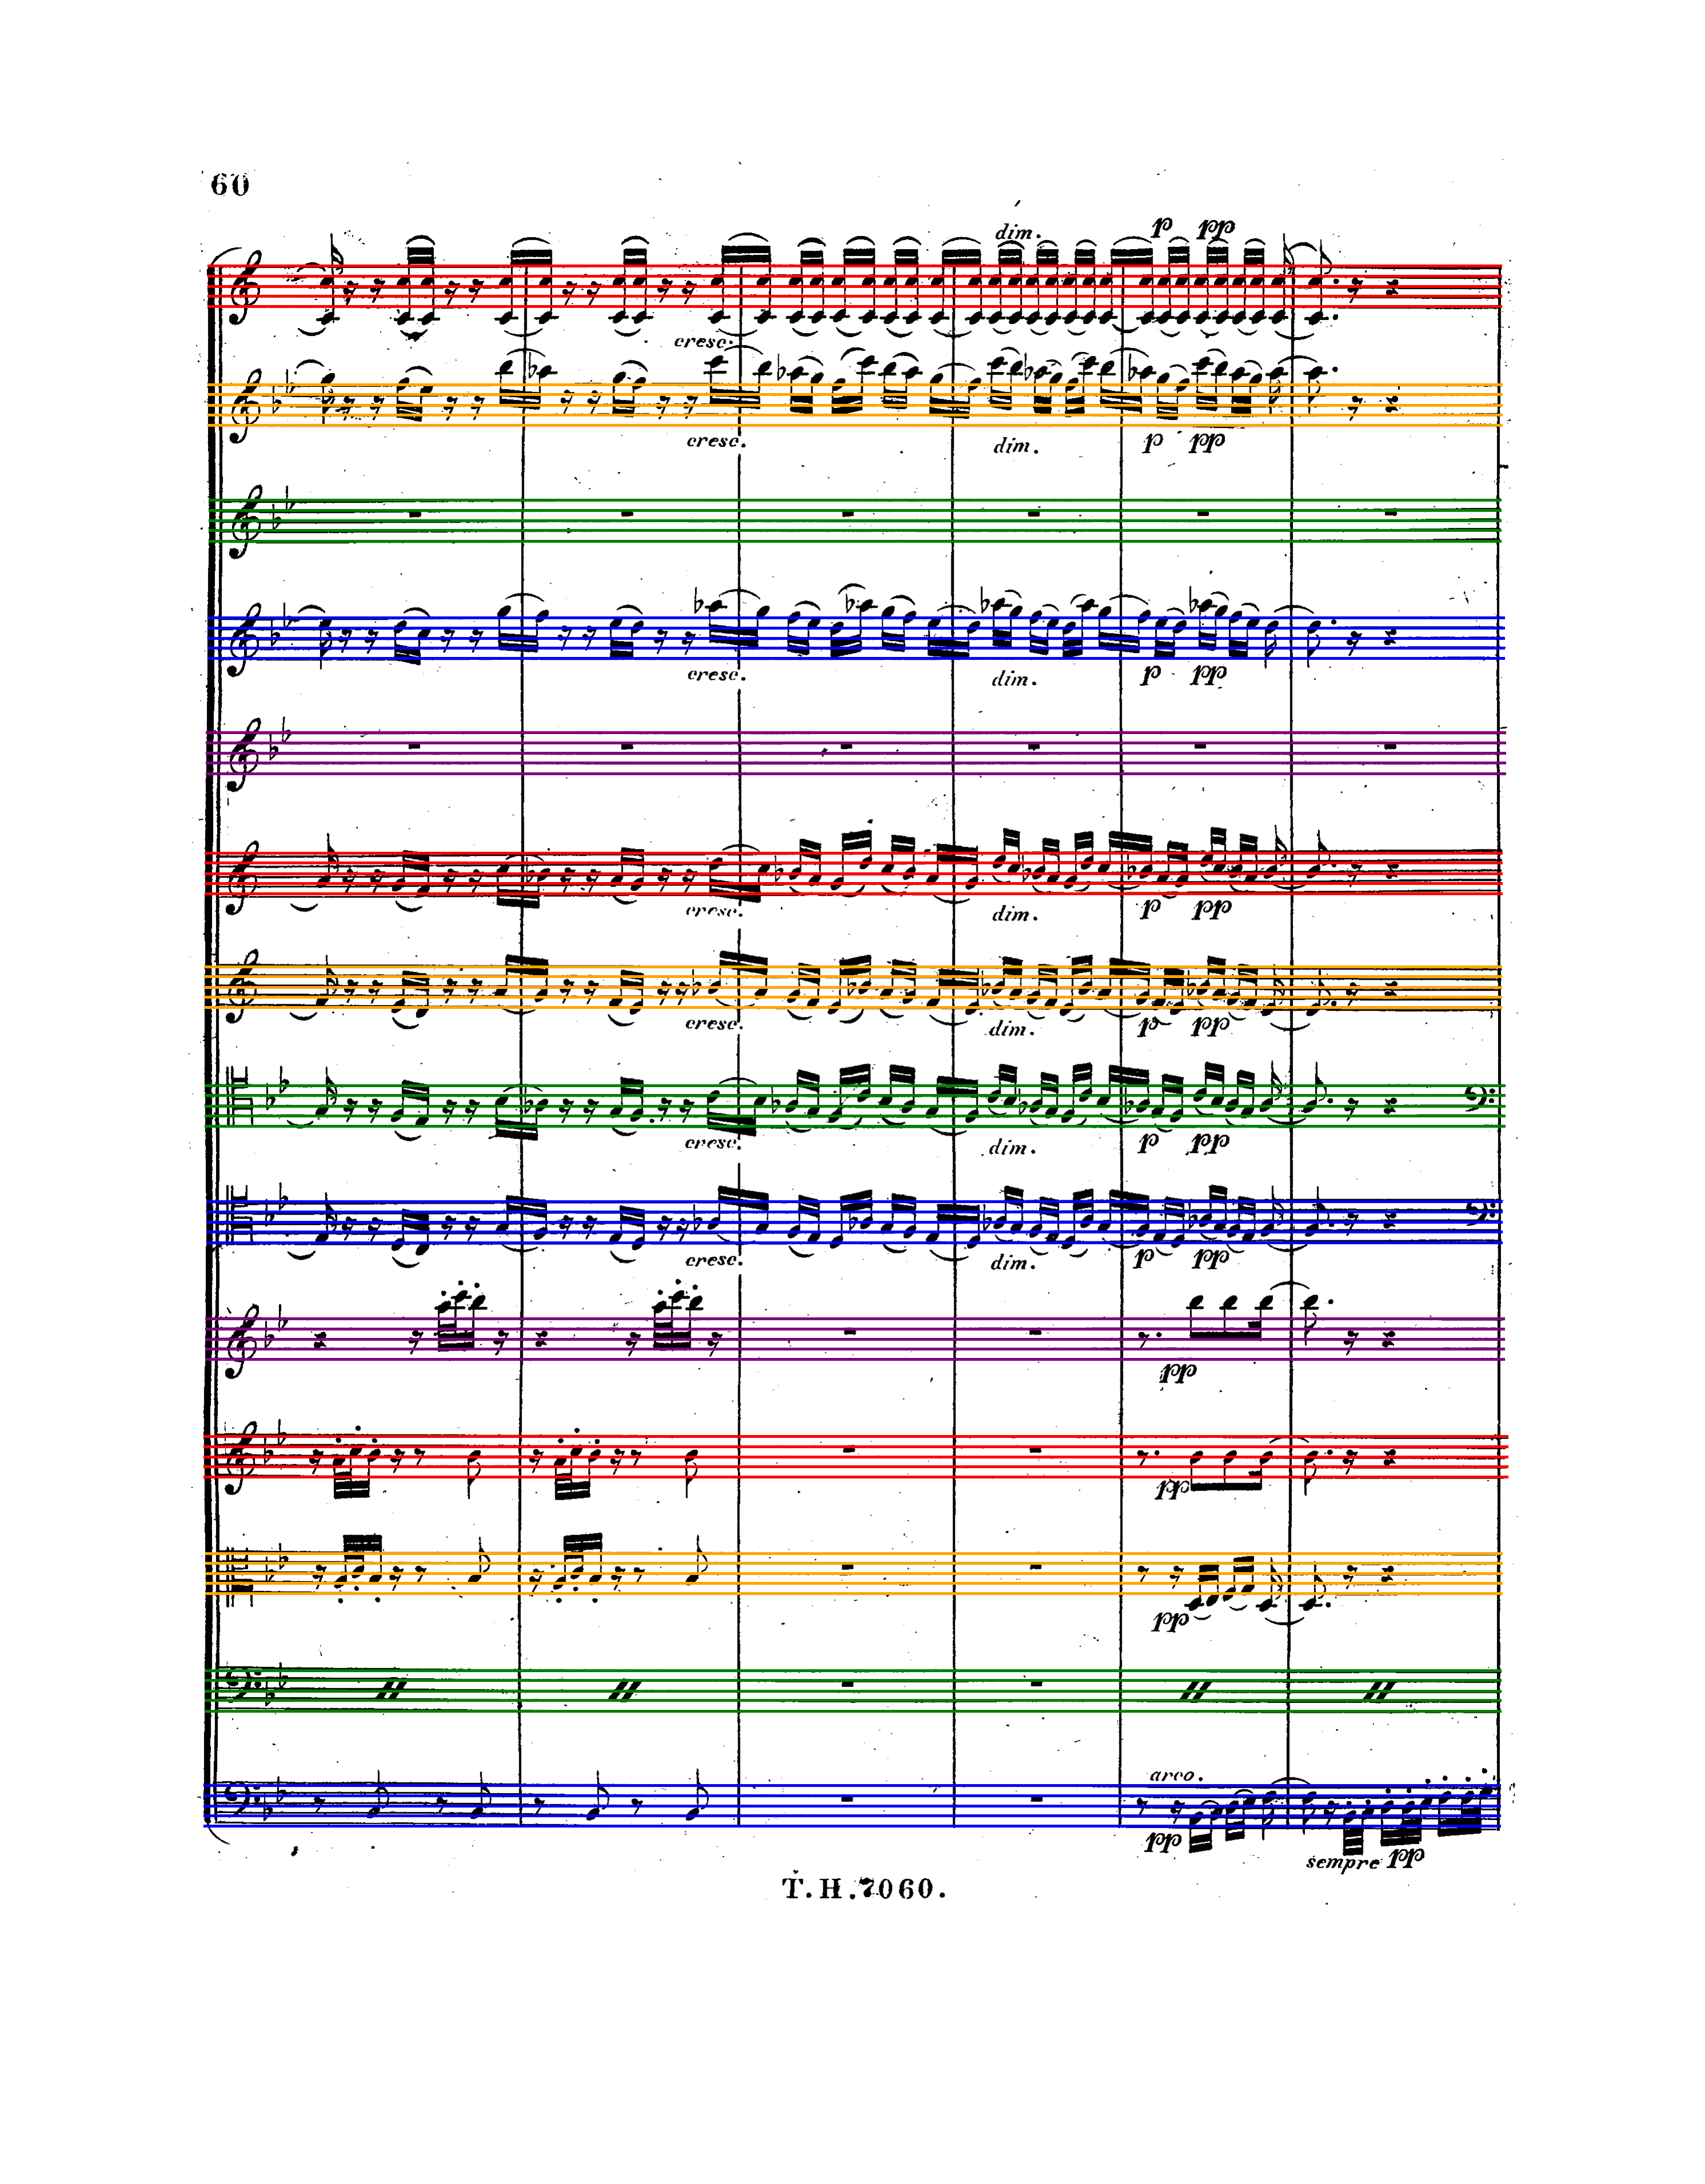 60
dim. p pp
cresc.
cresc. dim. p pp
cresc. dim. p pp
cresc. dim. p pp
cresc. dim. p pp
cresc. dim. p pp
cresc. dim. p pp
pp
pp
pp
arco.
pp
sempre pp
T.H.7060.